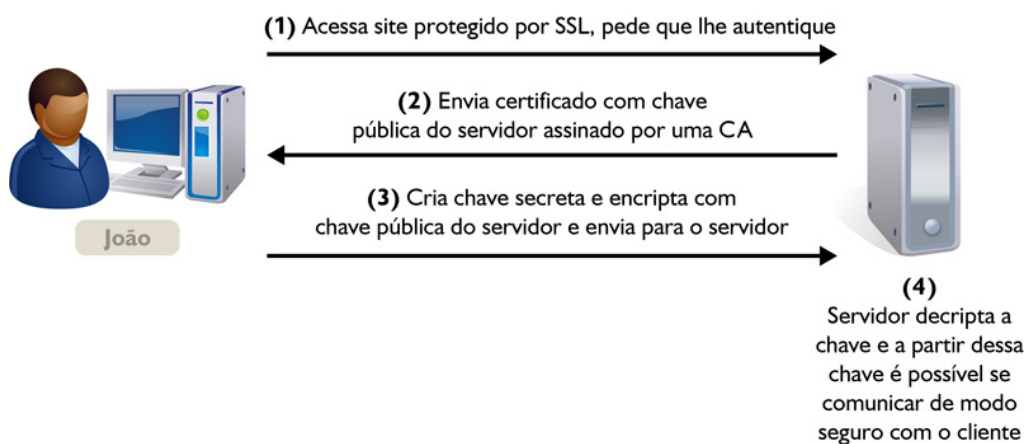 (1) Acessa site protegido por SSL, pede que lhe autentique
(2) Envia certificado com chave
pública do servidor assinado por uma CA
(3) Cria chave secreta e encripta com
chave pública do servidor e envia para o servidor
João
(4)
Servidor decripta a
chave e a partir dessa
chave é possível se
comunicar de modo
seguro com o cliente